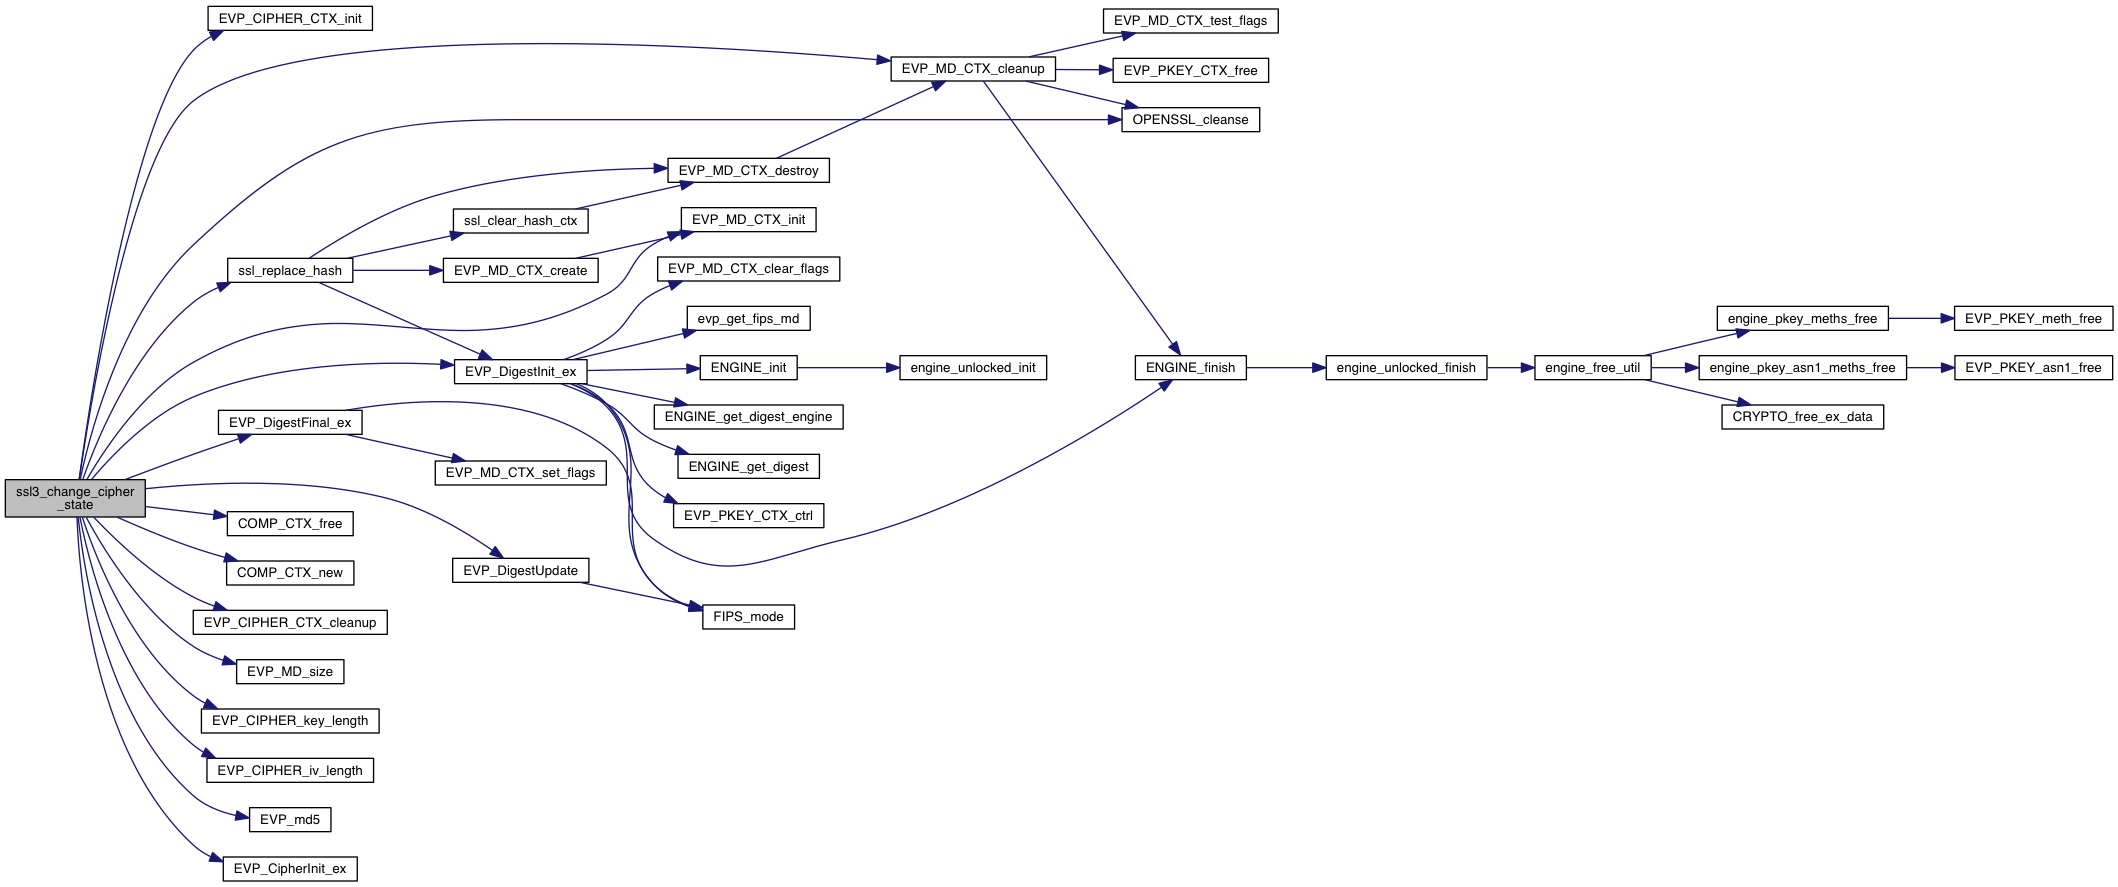 EVP_CIPHER_CTX_init
EVP_MD_CTX_test_flags
EVP_MD_CTX_cleanup
EVP_PKEY_CTX_free
OPENSSL_cleanse
EVP_MD_CTX_destroy
ssl_clear_hash_ctx
EVP_MD_CTX_init
ssl_replace_hash
EVP_MD_CTX_create
EVP_MD_CTX_clear_flags
evp_get_fips_md
engine_pkey_meths_free
EVP_PKEY_meth_free
EVP_DigestInit_ex
ENGINE_init
engine_unlocked_init
ENGINE_finish
engine_unlocked_finish
engine_free_util
engine_pkey_asn1_meths_free
EVP_PKEY_asn1_free
ENGINE_get_digest_engine
CRYPTO_free_ex_data
EVP_DigestFinal_ex
ENGINE_get_digest
EVP_MD_CTX_set_flags
ssl3_change_cipher
_state
EVP_PKEY_CTX_ctrl
COMP_CTX_free
COMP_CTX_new
EVP_DigestUpdate
FIPS_mode
EVP_CIPHER_CTX_cleanup
EVP_MD_size
EVP_CIPHER_key_length
EVP_CIPHER_iv_length
EVP_md5
EVP_CipherInit_ex